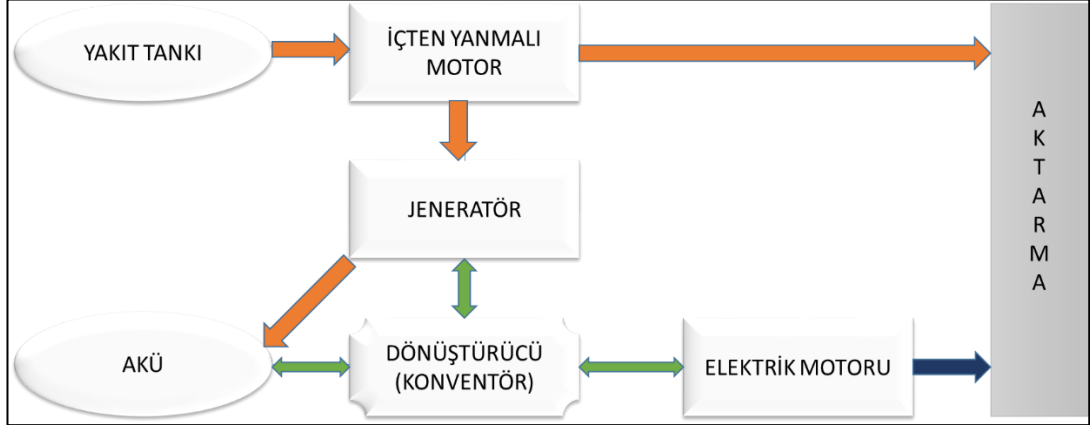 YAKIT TANKI
İÇTEN YANMALI
MOTOR
JENERATÖR
AKÜ
DÖNÜŞTÜRÜCÜ
(KONVENTÖR)
ELEKTRİK MOTORU
A
K
T
A
R
M
A